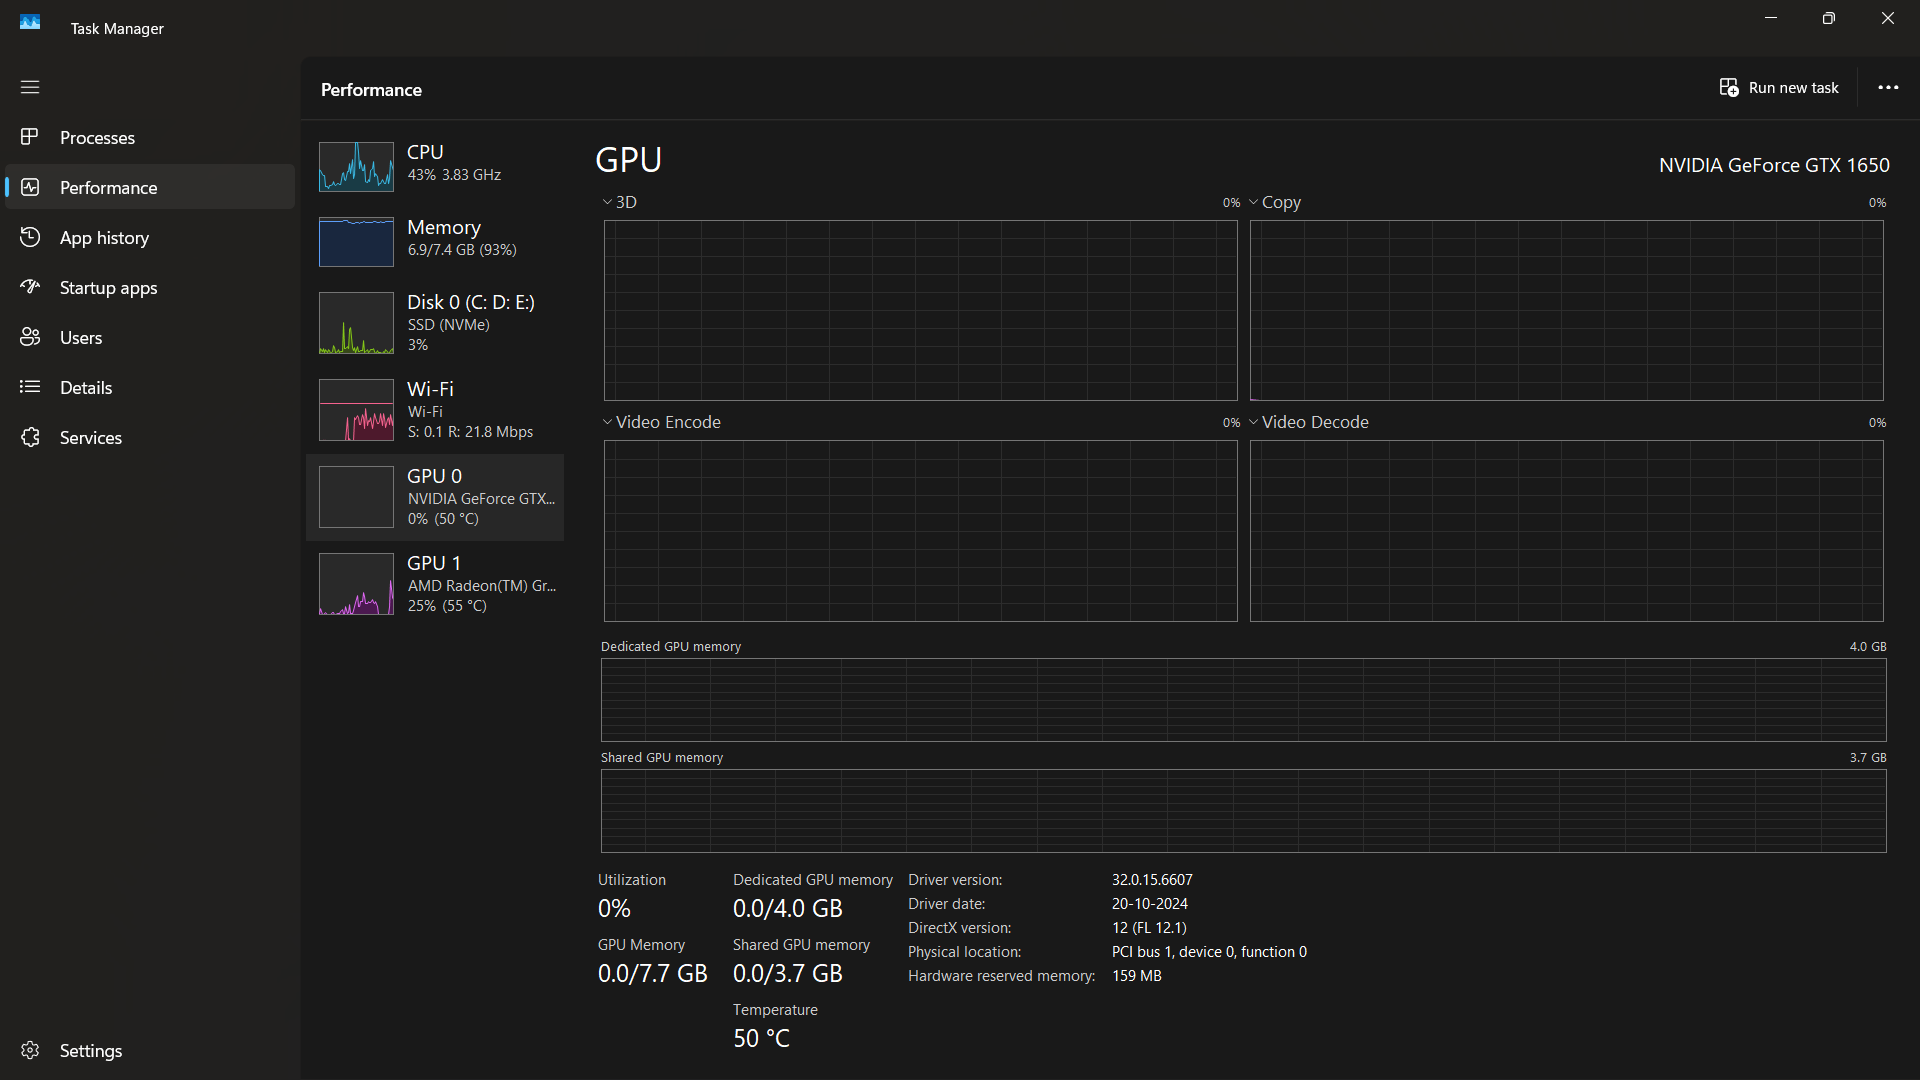 Task Manager
Processes
Performance
App history
Startup apps
Users
Details
Services
Settings
Performance
Run new task
CPU
43% 3.83 GHz
Memory
6.9/7.4 GB (93%)
Disk 0 (C: D: E:)
SSD (NVMe)
3%
Wi-Fi
Wi-Fi
S: 0.1 R: 21.8 Mbps
GPU 0
NVIDIA GeForce GTX...
0% (50 °C)
GPU 1
AMD Radeon(TM) Gr...
25% (55 °C)
GPU
NVIDIA GeForce GTX 1650
3D 0%
Copy 0%
Video Encode 0%
Video Decode 0%
Dedicated GPU memory 4.0 GB
Shared GPU memory 3.7 GB
Utilization
0%
GPU Memory
0.0/7.7 GB
Dedicated GPU memory
0.0/4.0 GB
Shared GPU memory
0.0/3.7 GB
Temperature
50 °C
Driver version: 32.0.15.6607
Driver date: 20-10-2024
DirectX version: 12 (FL 12.1)
Physical location: PCI bus 1, device 0, function 0
Hardware reserved memory: 159 MB